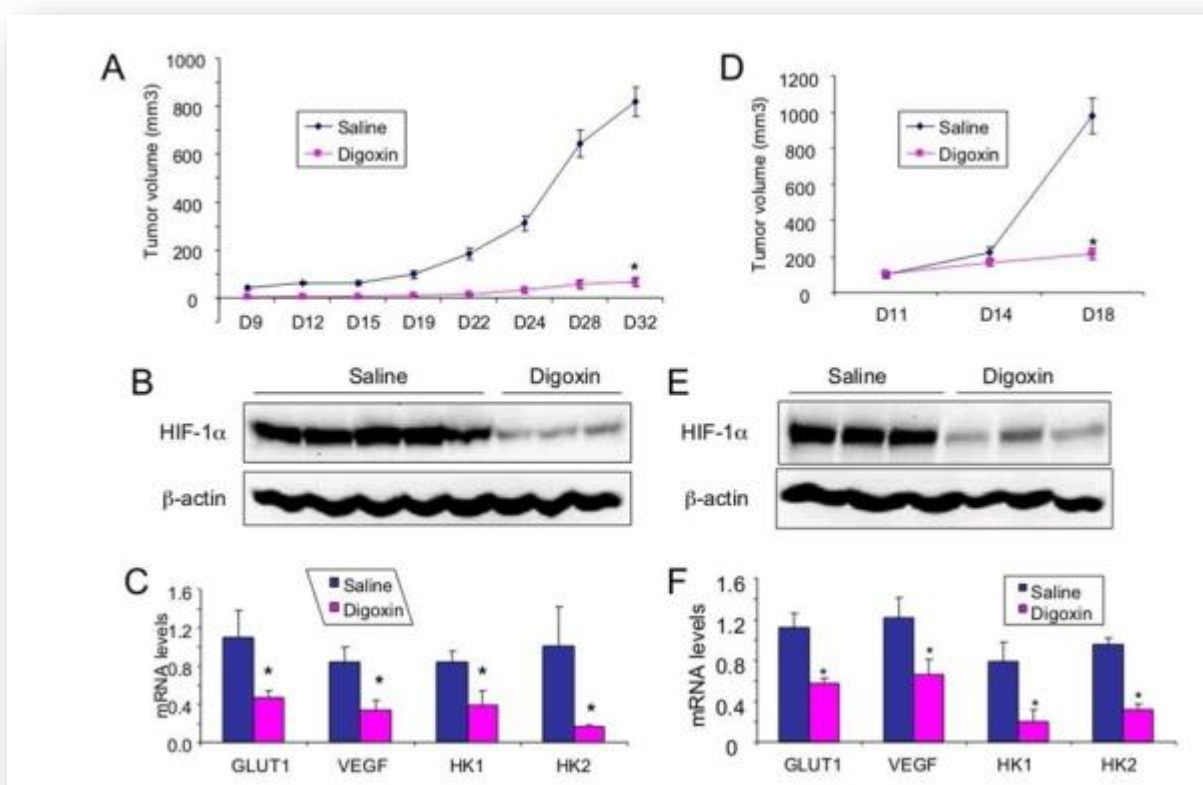 A
Tumor volume (mm3)
1000
800
600
400
200
0
Saline
Digoxin
*
D9 D12 D15 D19 D22 D24 D28 D32
D
Tumor volume (mm3)
1200
1000
800
600
400
200
0
Saline
Digoxin
*
D11 D14 D18
B
Saline Digoxin
HIF-1α
β-actin
E
Saline Digoxin
HIF-1α
β-actin
C
mRNA levels
1.6
1.2
0.8
0.4
0.0
Saline
Digoxin
* * * *
GLUT1 VEGF HK1 HK2
F
mRNA levels
1.6
1.2
0.8
0.4
0
Saline
Digoxin
* * * *
GLUT1 VEGF HK1 HK2